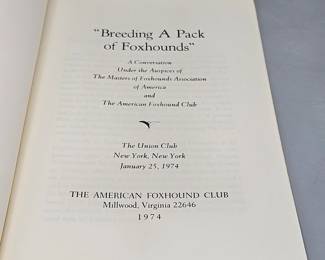 "Breeding A Pack
of Foxhounds"
A Conversation
Under the Auspices of
The Masters of Foxhounds Association
of America
and
The American Foxhound Club
The Union Club
New York, New York
January 25, 1974
THE AMERICAN FOXHOUND CLUB
Millwood, Virginia 22646
1974